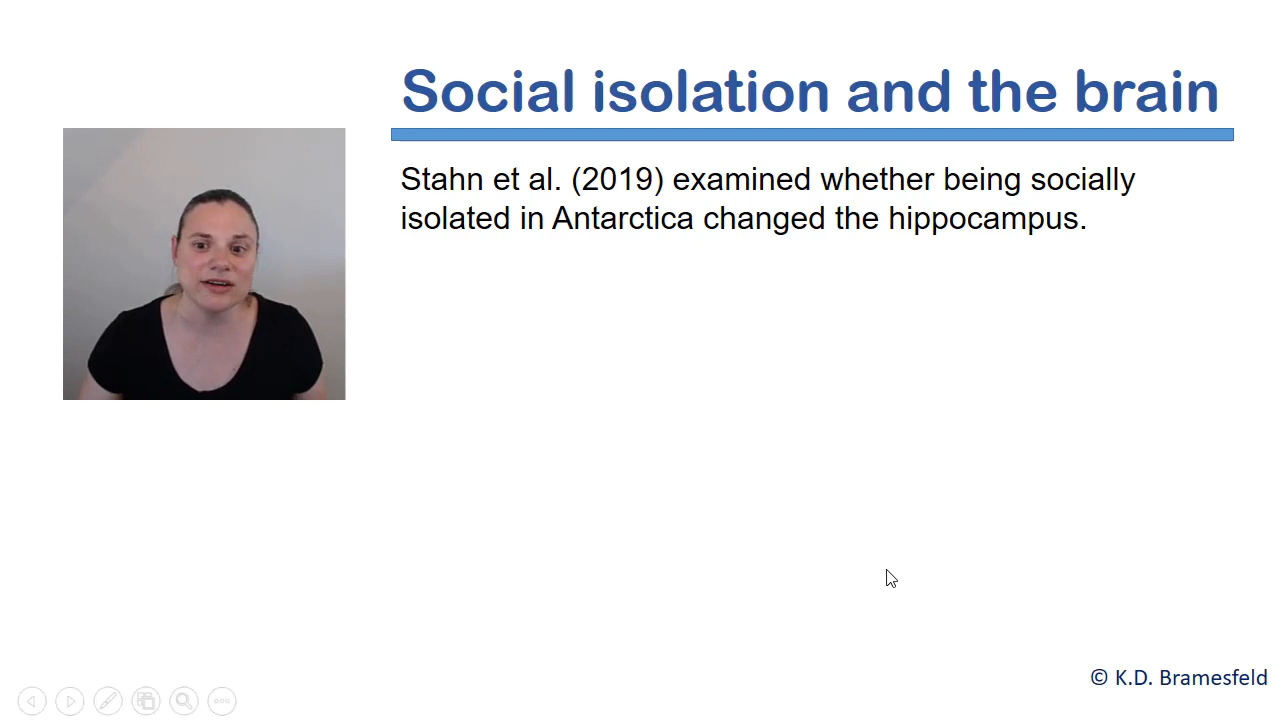 Social isolation and the brain
Stahn et al. (2019) examined whether being socially
isolated in Antarctica changed the hippocampus.
© K.D. Bramesfeld